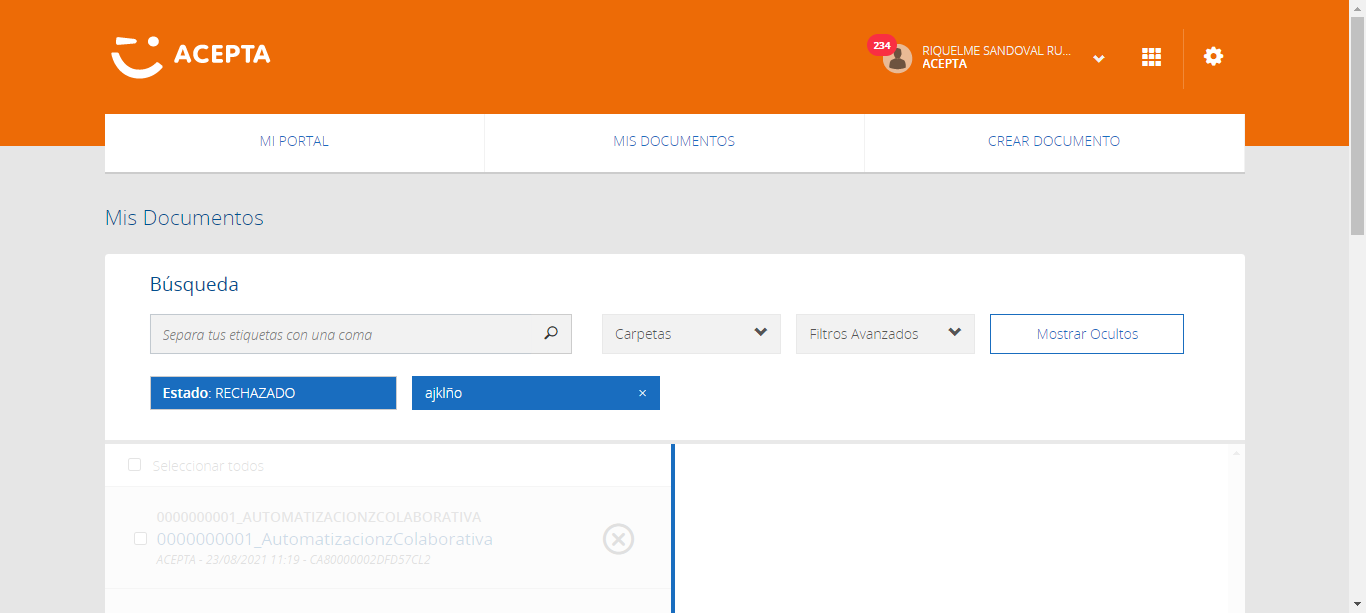 ACEPTA
234
RIQUELME SANDOVAL RU...
ACEPTA
MI PORTAL
MIS DOCUMENTOS
CREAR DOCUMENTO
Mis Documentos
Búsqueda
Separa tus etiquetas con una coma
Carpetas
Filtros Avanzados
Mostrar Ocultos
Estado: RECHAZADO
ajklño ×
Seleccionar todos
0000000001_AUTOMATIZACIONZCOLABORATIVA
0000000001_AutomatizacionzColaborativa
ACEPTA - 23/08/2021 11:19 - CA80000002DFD57CL2